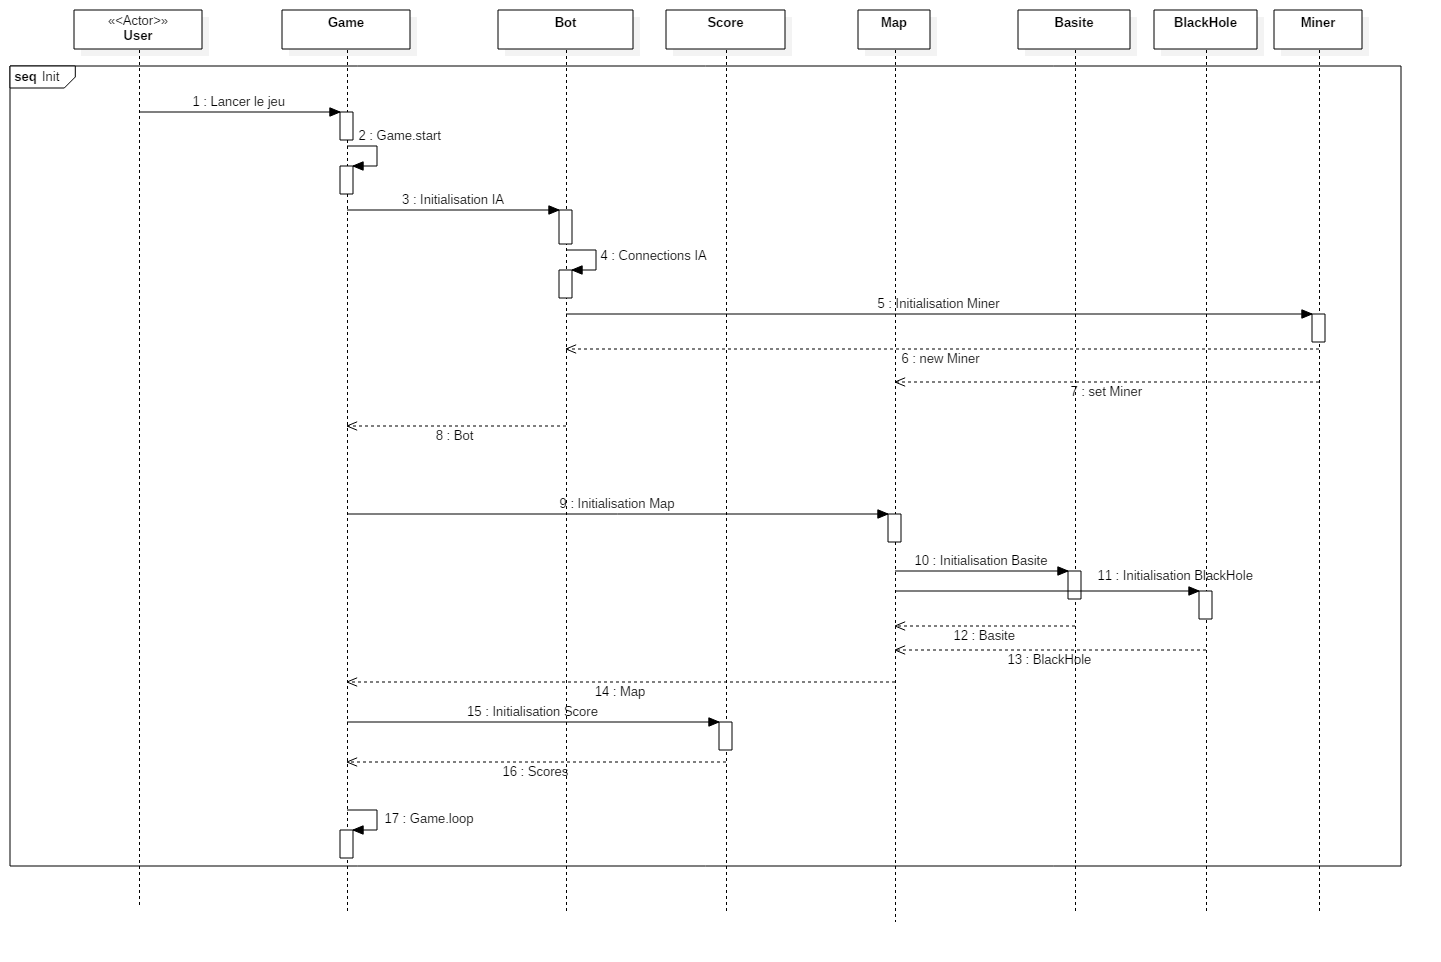 «<Actor>»
User
Game
Bot
Score
Map
Basite
BlackHole
Miner
seq Init
1 : Lancer le jeu
2 : Game.start
3 : Initialisation IA
4 : Connections IA
5 : Initialisation Miner
6 : new Miner
7 : set Miner
8 : Bot
9 : Initialisation Map
10 : Initialisation Basite
11 : Initialisation BlackHole
12 : Basite
13 : BlackHole
14 : Map
15 : Initialisation Score
16 : Scores
17 : Game.loop